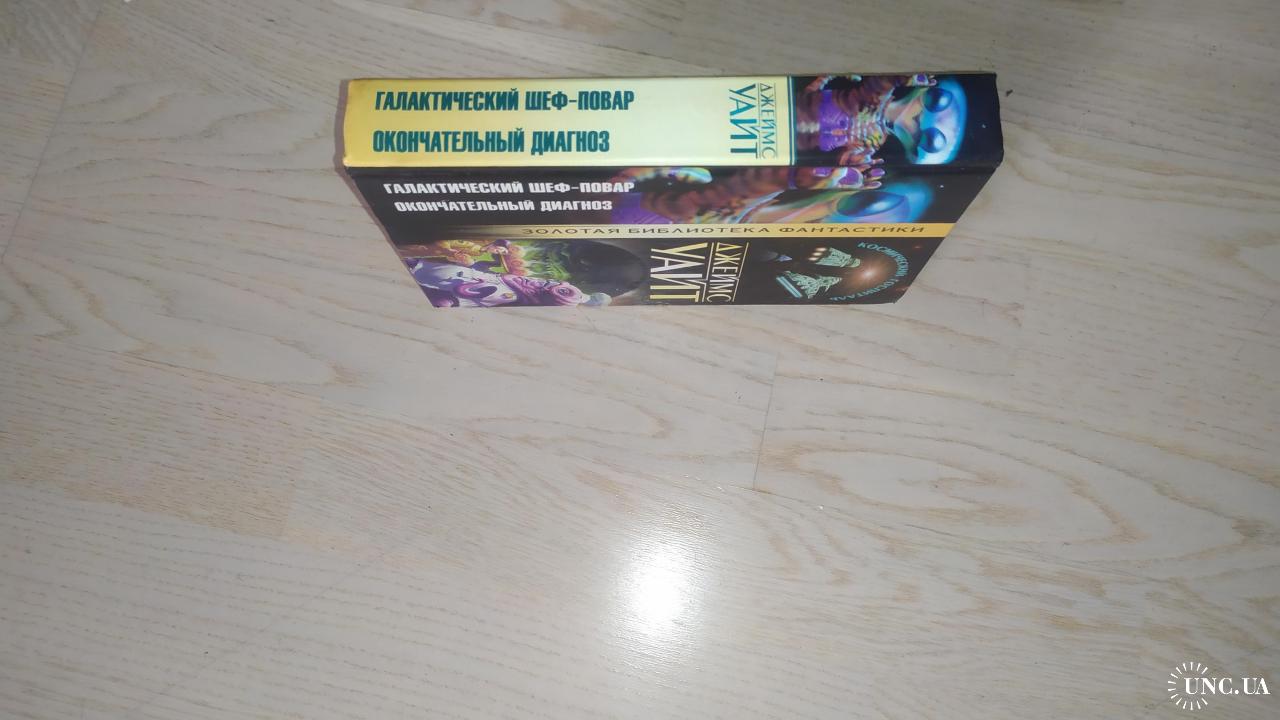 ГАЛАКТИЧЕСКИЙ ШЕФ-ПОВАР
ОКОНЧАТЕЛЬНЫЙ ДИАГНОЗ
ДЖЕЙМС
УАЙТ
ГАЛАКТИЧЕСКИЙ ШЕФ-ПОВАР
ОКОНЧАТЕЛЬНЫЙ ДИАГНОЗ
ЗОЛОТАЯ БИБЛИОТЕКА ФАНТАСТИКИ
ДЖЕЙМС
УАЙТ
КОСМИЧЕСКИЙ ГОСПИТАЛЬ
UNC.UA